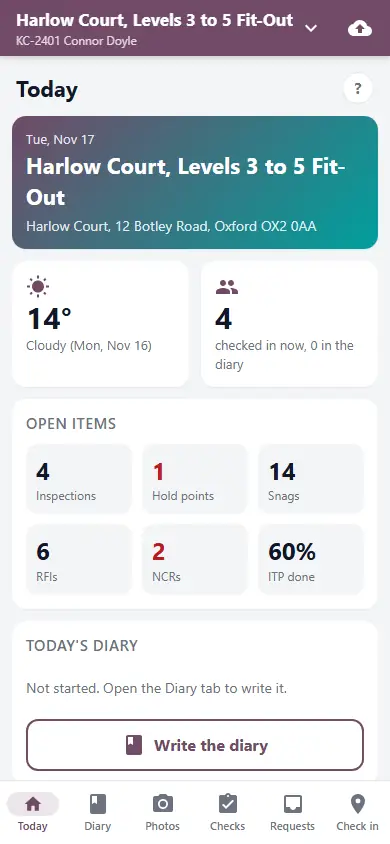 Harlow Court, Levels 3 to 5 Fit-Out
KC-2401 Connor Doyle
Today
?
Tue, Nov 17
Harlow Court, Levels 3 to 5 Fit-
Out
Harlow Court, 12 Botley Road, Oxford OX2 0AA
14°
Cloudy (Mon, Nov 16)
4
checked in now, 0 in the
diary
OPEN ITEMS
4
Inspections
1
Hold points
14
Snags
6
RFIs
2
NCRs
60%
ITP done
TODAY'S DIARY
Not started. Open the Diary tab to write it.
Write the diary
Today
Diary
Photos
Checks
Requests
Check in